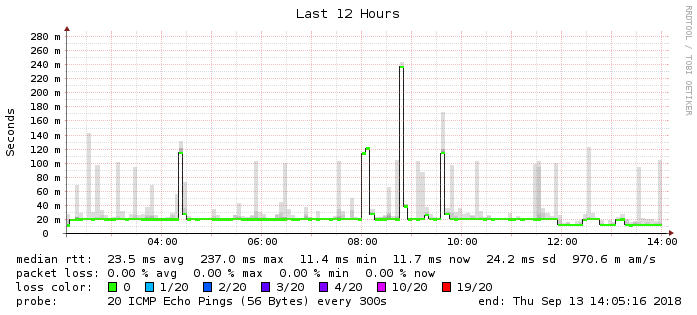 Last 12 Hours
RRDTOOL / TOBI OETIKER
Seconds
280 m
260 m
240 m
220 m
200 m
180 m
160 m
140 m
120 m
100 m
80 m
60 m
40 m
20 m
0
04:00 06:00 08:00 10:00 12:00 14:00
median rtt: 23.5 ms avg 237.0 ms max 11.4 ms min 11.7 ms now 24.2 ms sd 970.6 m am/s
packet loss: 0.00 % avg 0.00 % max 0.00 % min 0.00 % now
loss color: 0 1/20 2/20 3/20 4/20 10/20 19/20
probe: 20 ICMP Echo Pings (56 Bytes) every 300s end: Thu Sep 13 14:05:16 2018